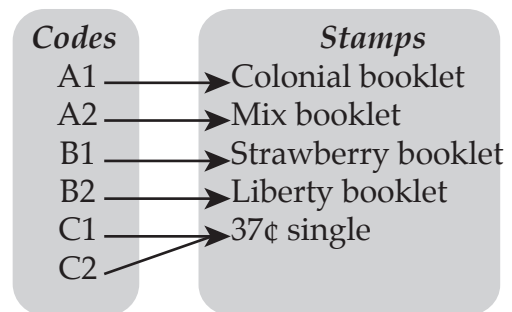 Codes Stamps
A1 Colonial booklet
A2 Mix booklet
B1 Strawberry booklet
B2 Liberty booklet
C1 37¢ single
C2